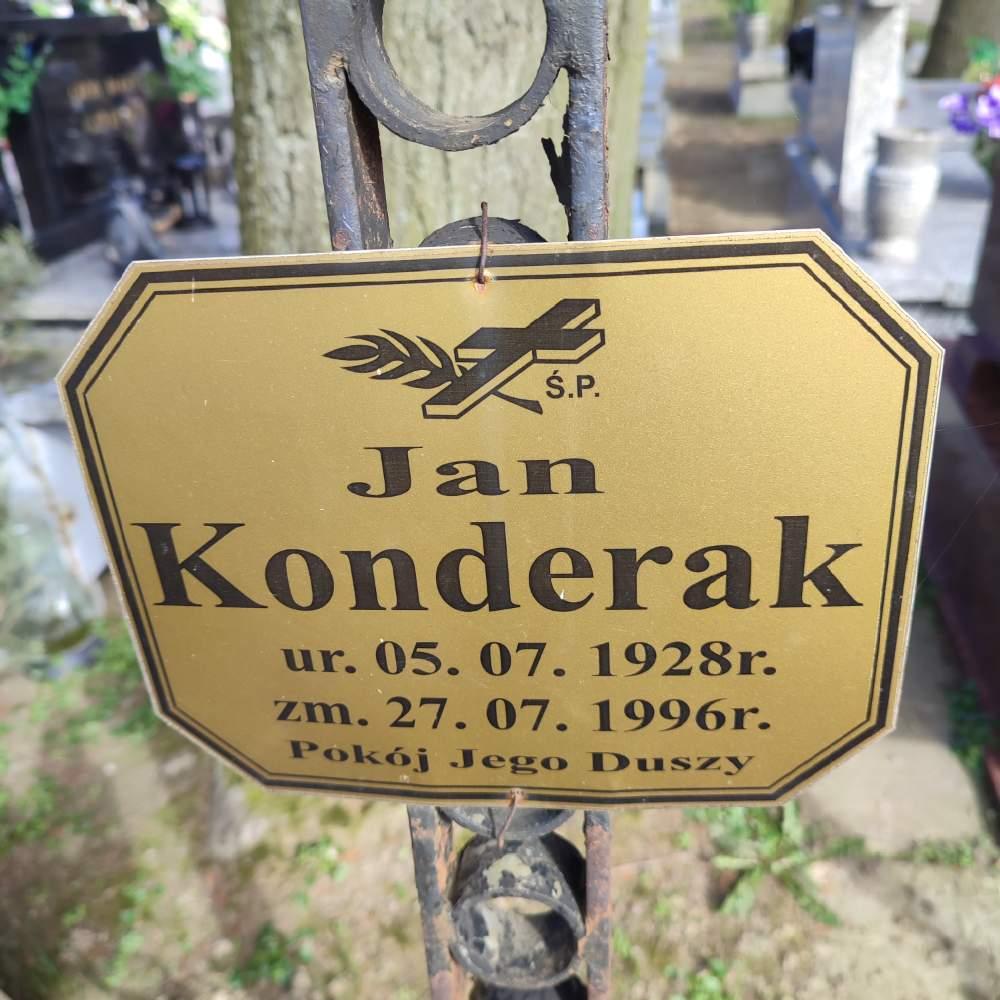 Ś.P.
Jan
Konderak
ur. 05. 07. 1928r.
zm. 27. 07. 1996r.
Pokój Jego Duszy